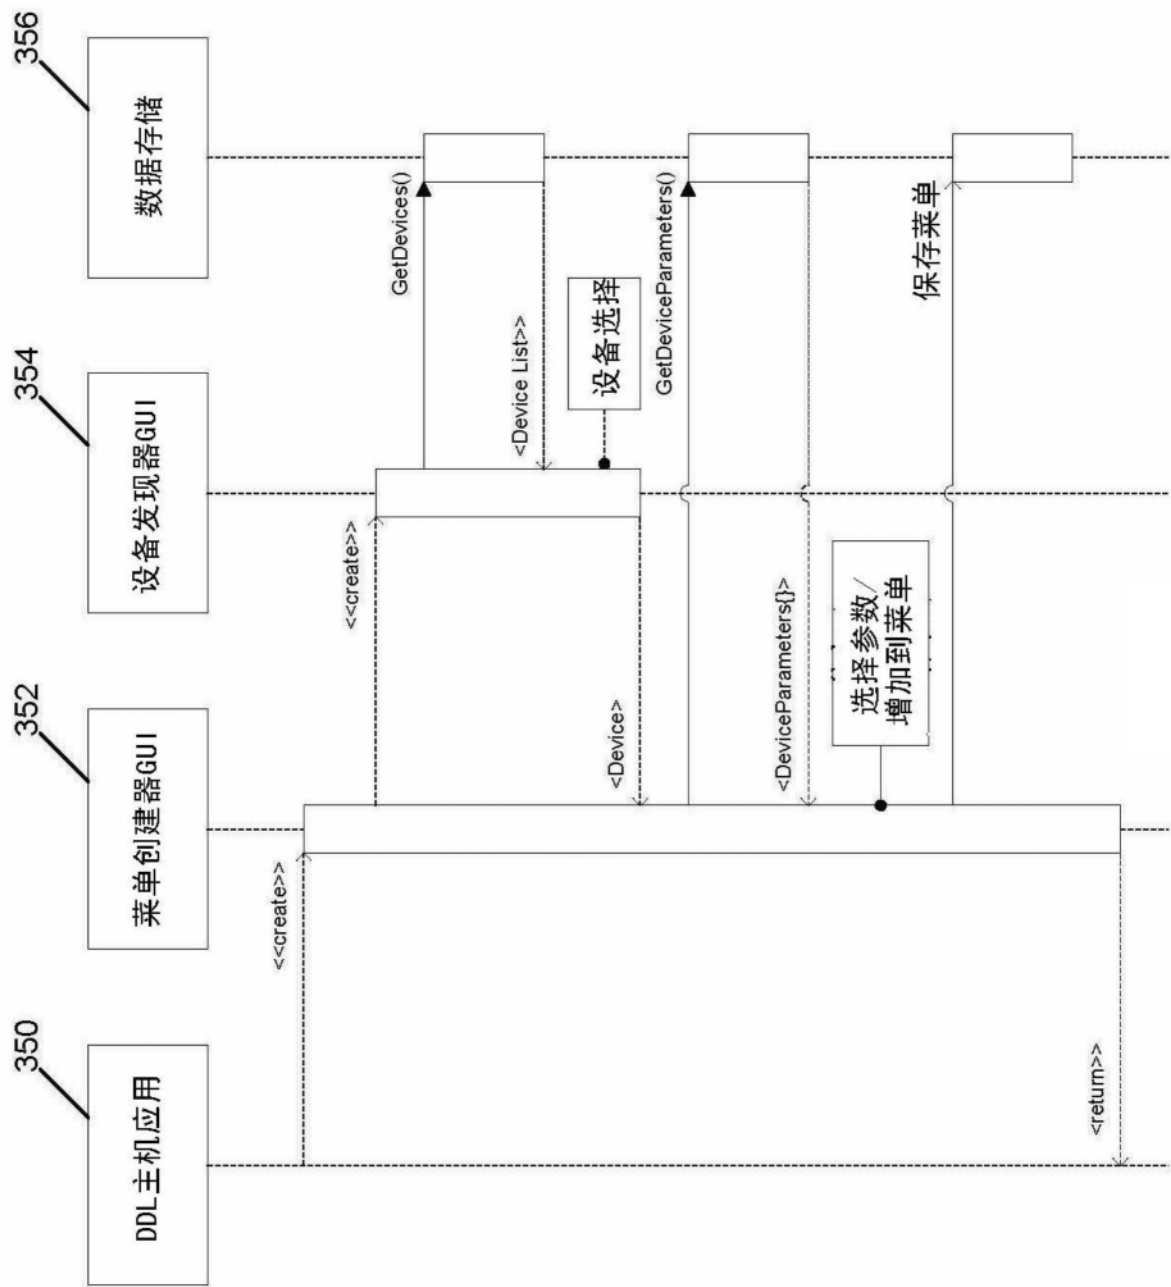 350
352
354
356
DDL主机应用
菜单创建器GUI
设备发现器GUI
数据存储
<<create>>
<<create>>
GetDevices()
<Device List>>
设备选择
<Device>
GetDeviceParameters()
<DeviceParameters{}>
选择参数/
增加到菜单
保存菜单
<return>>